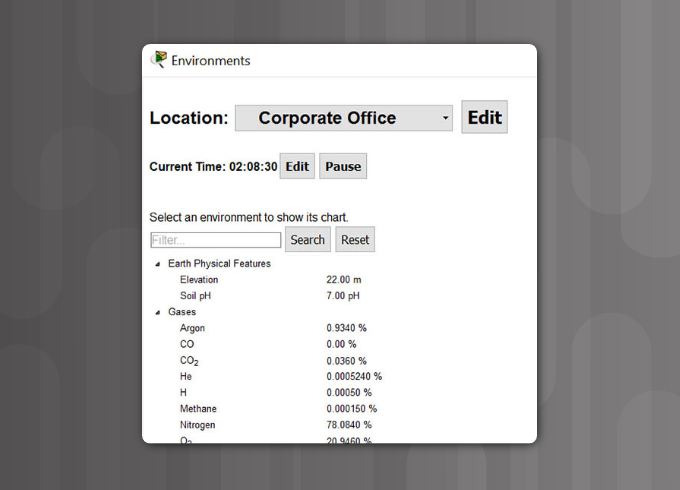 Environments
Location: Corporate Office Edit
Current Time: 02:08:30 Edit Pause
Select an environment to show its chart.
Filter... Search Reset
Earth Physical Features
Elevation 22.00 m
Soil pH 7.00 pH
Gases
Argon 0.9340 %
CO 0.00 %
CO2 0.0360 %
He 0.0005240 %
H 0.00050 %
Methane 0.000150 %
Nitrogen 78.0840 %
O2 20.9460 %